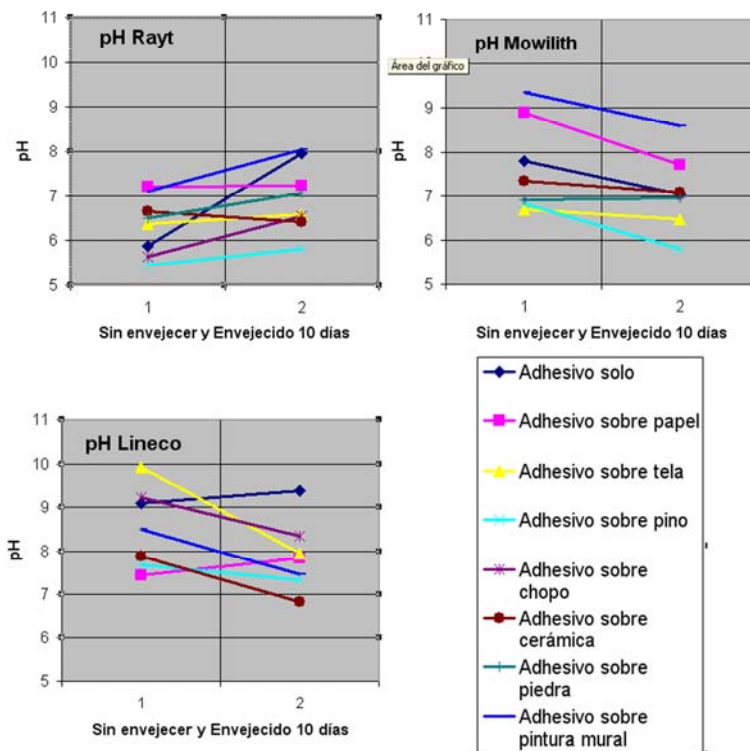 pH Rayt
11
10
9
8
7
6
5
pH
1 2
Sin envejecer y Envejecido 10 días
pH Mowilith
Área del gráfico
11
9
8
7
6
5
pH
1 2
Sin envejecer y Envejecido 10 días
pH Lineco
11
10
9
8
7
6
5
pH
1 2
Sin envejecer y Envejecido 10 días
Adhesivo solo
Adhesivo sobre papel
Adhesivo sobre tela
Adhesivo sobre pino
Adhesivo sobre
chopo
Adhesivo sobre
cerámica
Adhesivo sobre
piedra
Adhesivo sobre
pintura mural